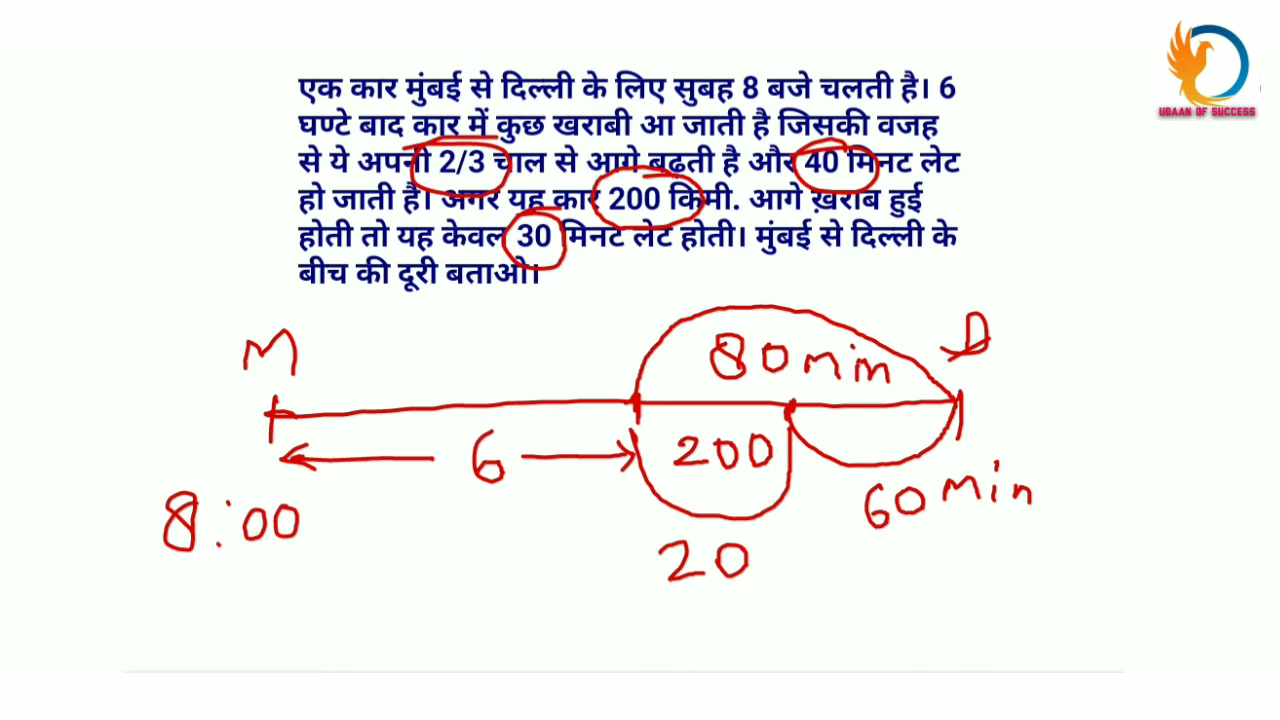 UDAAN OF SUCCESS
एक कार मुंबई से दिल्ली के लिए सुबह 8 बजे चलती है। 6
घण्टे बाद कार में कुछ खराबी आ जाती है जिसकी वजह
से ये अपनी 2/3 चाल से आगे बढ़ती है और 40 मिनट लेट
हो जाती है। अगर यह कार 200 किमी. आगे ख़राब हुई
होती तो यह केवल 30 मिनट लेट होती। मुंबई से दिल्ली के
बीच की दूरी बताओ।
M
80 min
D
6
200
60 min
8:00
20